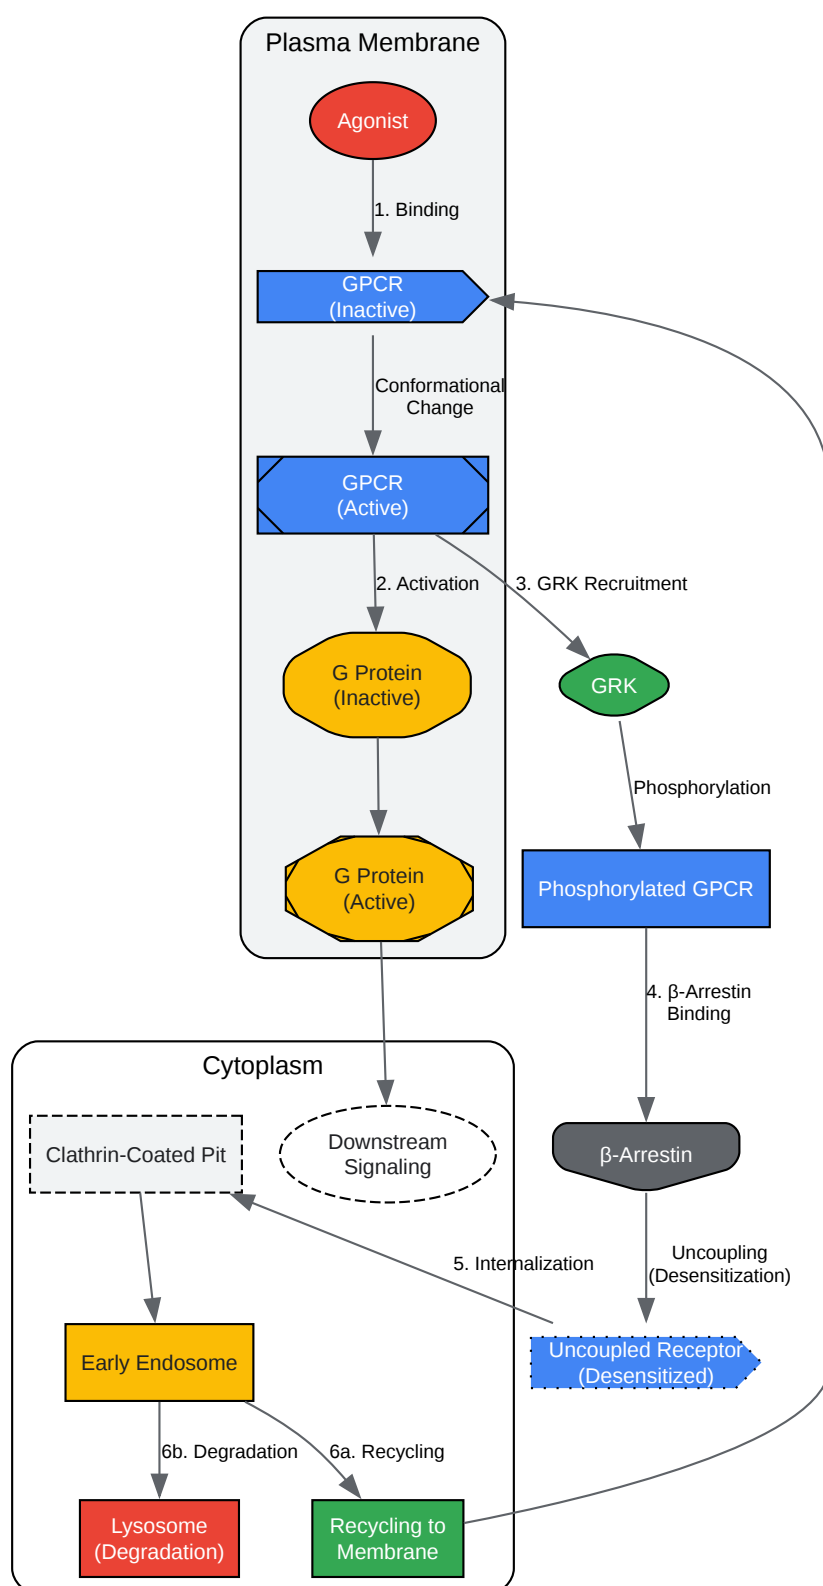 Plasma Membrane
Agonist
1. Binding
GPCR
(Inactive)
Conformational
Change
GPCR
(Active)
2. Activation
3. GRK Recruitment
G Protein
(Inactive)
GRK
Phosphorylation
G Protein
(Active)
Phosphorylated GPCR
4. β-Arrestin
Binding
Cytoplasm
Clathrin-Coated Pit
Downstream
Signaling
β-Arrestin
5. Internalization
Uncoupling
(Desensitization)
Early Endosome
Uncoupled Receptor
(Desensitized)
6b. Degradation
6a. Recycling
Lysosome
(Degradation)
Recycling to
Membrane